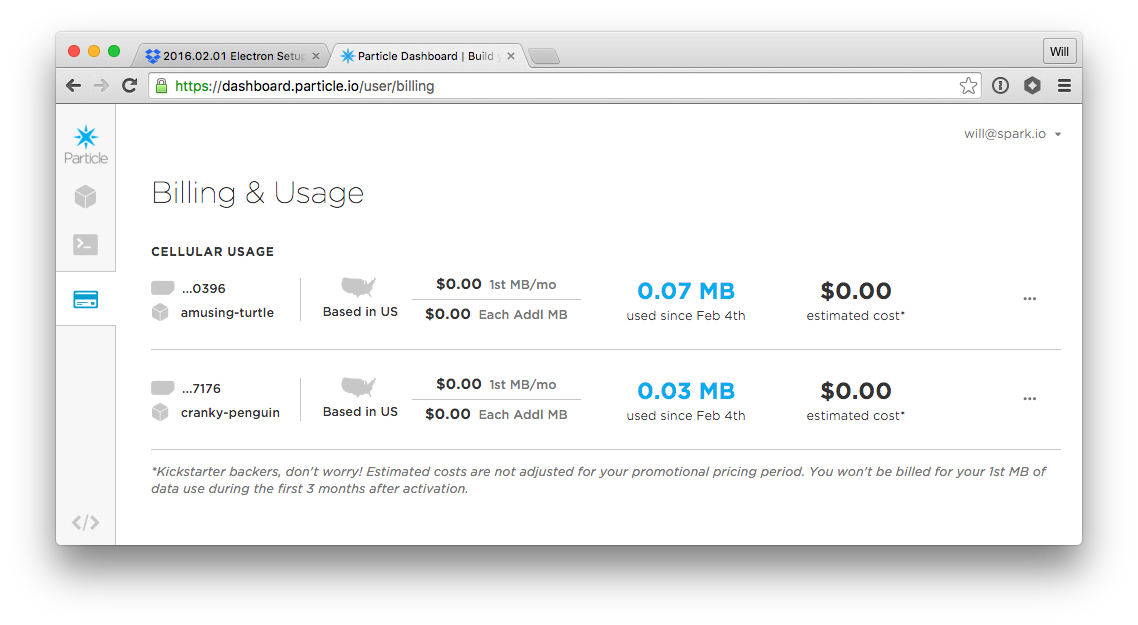 2016.02.01 Electron Setup
Particle Dashboard | Build y
Will
https://dashboard.particle.io/user/billing
Particle
will@spark.io
Billing & Usage
CELLULAR USAGE
...0396
amusing-turtle
Based in US
$0.00 1st MB/mo
$0.00 Each Addl MB
0.07 MB
used since Feb 4th
$0.00
estimated cost*
...7176
cranky-penguin
Based in US
$0.00 1st MB/mo
$0.00 Each Addl MB
0.03 MB
used since Feb 4th
$0.00
estimated cost*
*Kickstarter backers, don't worry! Estimated costs are not adjusted for your promotional pricing period. You won't be billed for your 1st MB of
data use during the first 3 months after activation.